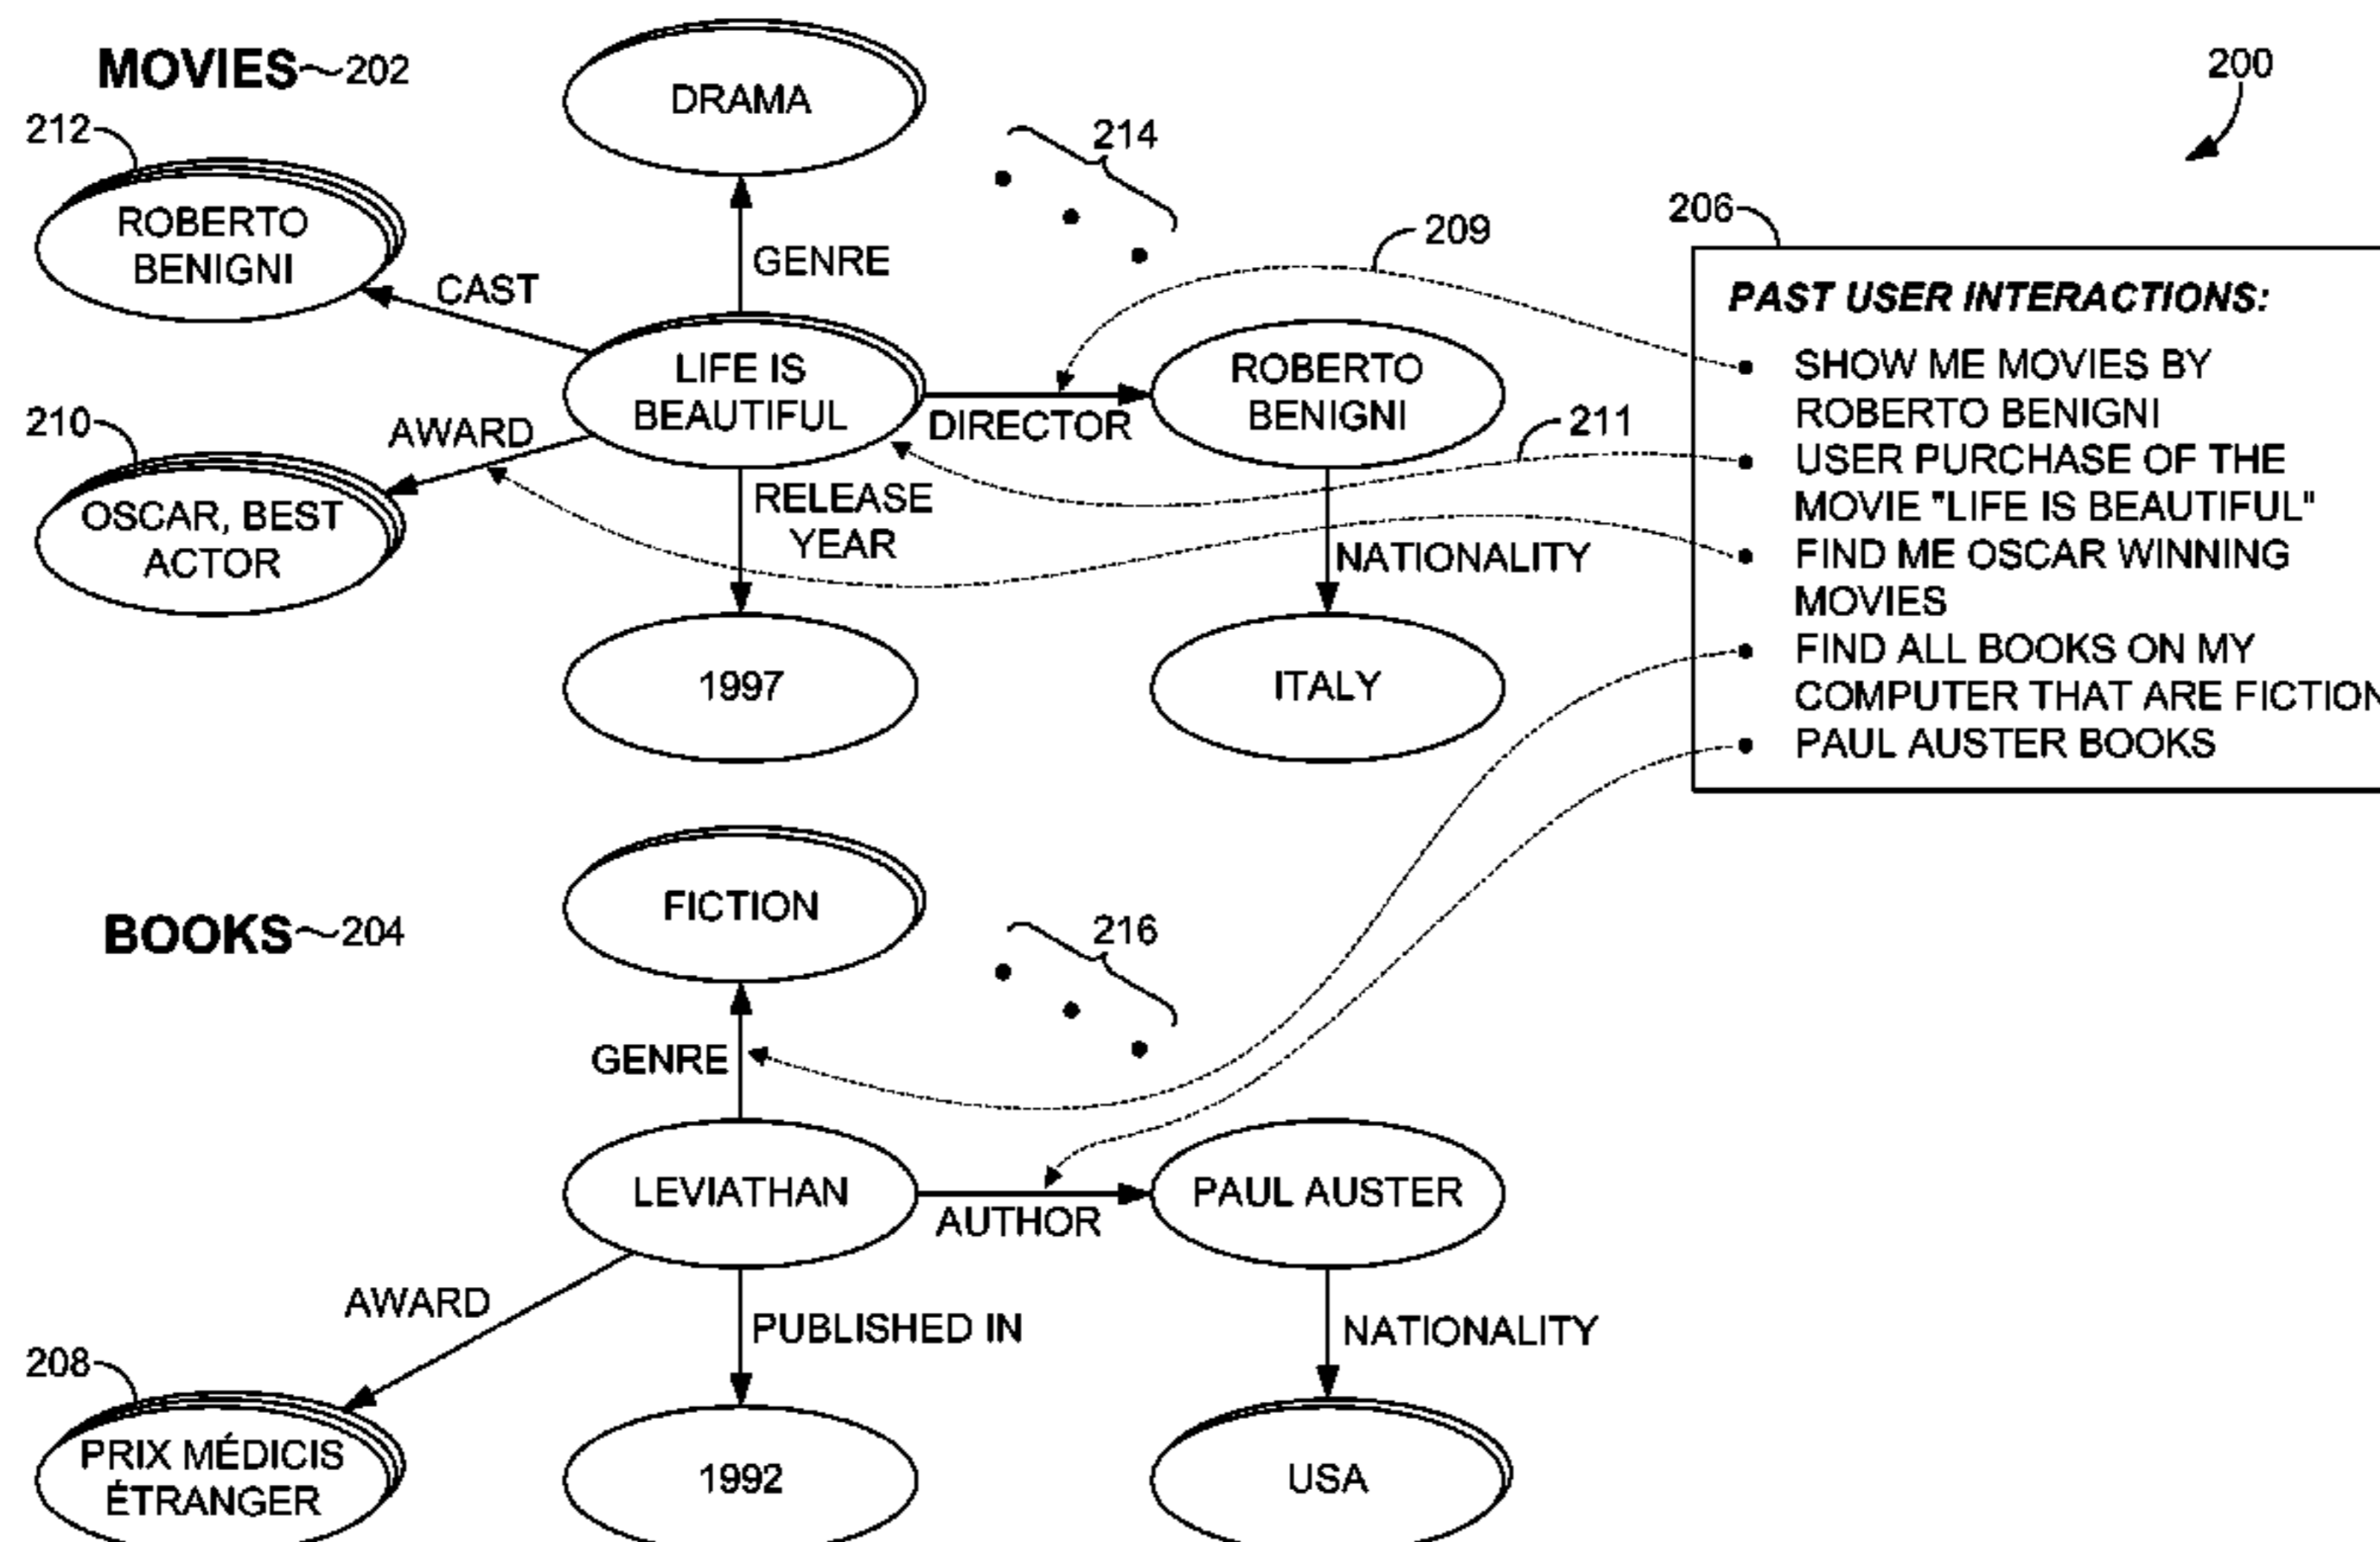 MOVIES~202
200
212
DRAMA
214
ROBERTO
BENIGNI
GENRE
CAST
209
206
PAST USER INTERACTIONS:
• SHOW ME MOVIES BY
ROBERTO BENIGNI
• USER PURCHASE OF THE
MOVIE "LIFE IS BEAUTIFUL"
• FIND ME OSCAR WINNING
MOVIES
• FIND ALL BOOKS ON MY
COMPUTER THAT ARE FICTION
• PAUL AUSTER BOOKS
LIFE IS
BEAUTIFUL
DIRECTOR
ROBERTO
BENIGNI
211
210
AWARD
OSCAR, BEST
ACTOR
RELEASE
YEAR
NATIONALITY
1997
ITALY
BOOKS~204
FICTION
216
GENRE
LEVIATHAN
AUTHOR
PAUL AUSTER
AWARD
PUBLISHED IN
NATIONALITY
208
PRIX MÉDICIS
ÉTRANGER
1992
USA